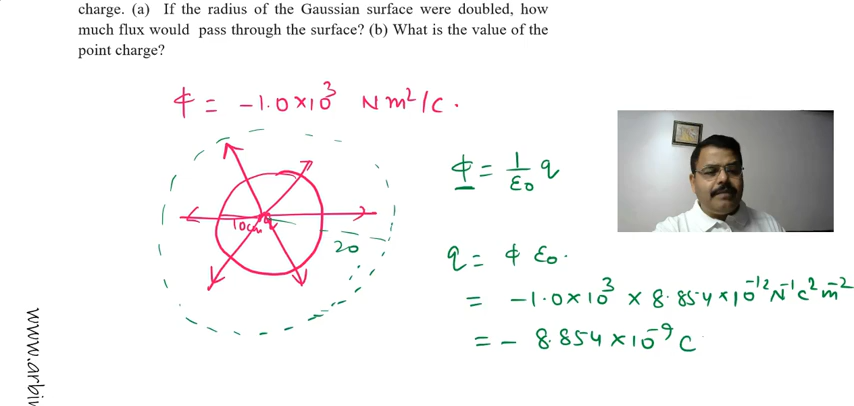 charge. (a) If the radius of the Gaussian surface were doubled, how
much flux would pass through the surface? (b) What is the value of the
point charge?
ϕ = -1.0×10³ Nm²/C.
10cm q
20
ϕ = 1/ε₀ q
q = ϕ ε₀.
= -1.0×10³ × 8.854×10⁻¹² N⁻¹C²m⁻²
= - 8.854×10⁻⁹ C
www.arbin